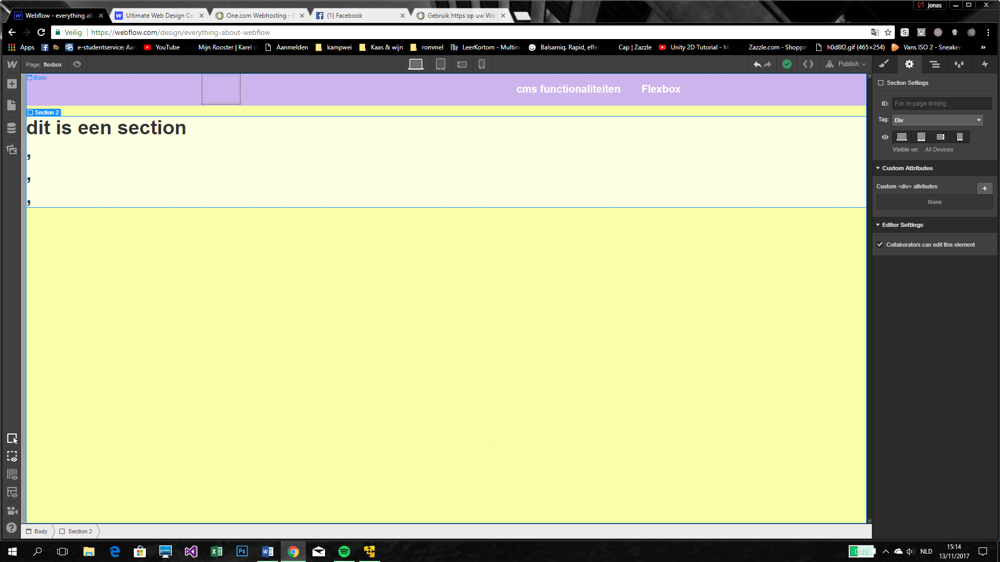 jonas
Webflow - everything ab
Ultimate Web Design Co
One.com Webhosting - D
(1) Facebook
Gebruik https op uw Wo
Veilig
https://webflow.com/design/everything-about-webflow
Apps
fb
e-studentservice: Aan
YouTube
Mijn Rooster | Karel d
Aanmelden
kampwei
Kaas & wijn
rommel
LeerKortom - Multim
Balsamiq. Rapid, effec
Cap | Zazzle
Unity 2D Tutorial - M
Zazzle.com - Shoppin
h0d8f2.gif (465×254)
Vans ISO 2 - Sneakers
»
Page: flexbox
Publish
Body
cms functionaliteiten
Flexbox
Section 2
dit is een section
,
,
,
Section Settings
ID: For in-page linking
Tag: Div
Visible on: All Devices
Custom Attributes
Custom <div> attributes:
+
None
Editor Settings
Collaborators can edit this element
Body
Section 2
0:40
NLD
15:14
13/11/2017